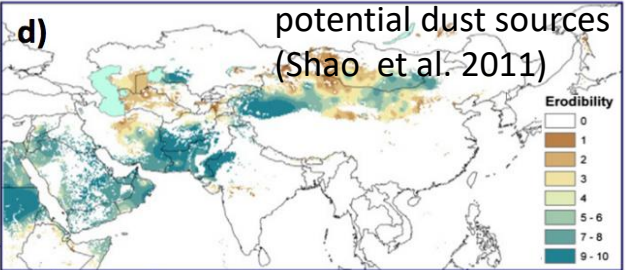 d)
potential dust sources
(Shao et al. 2011)
Erodibility
0
1
2
3
4
5 - 6
7 - 8
9 - 10